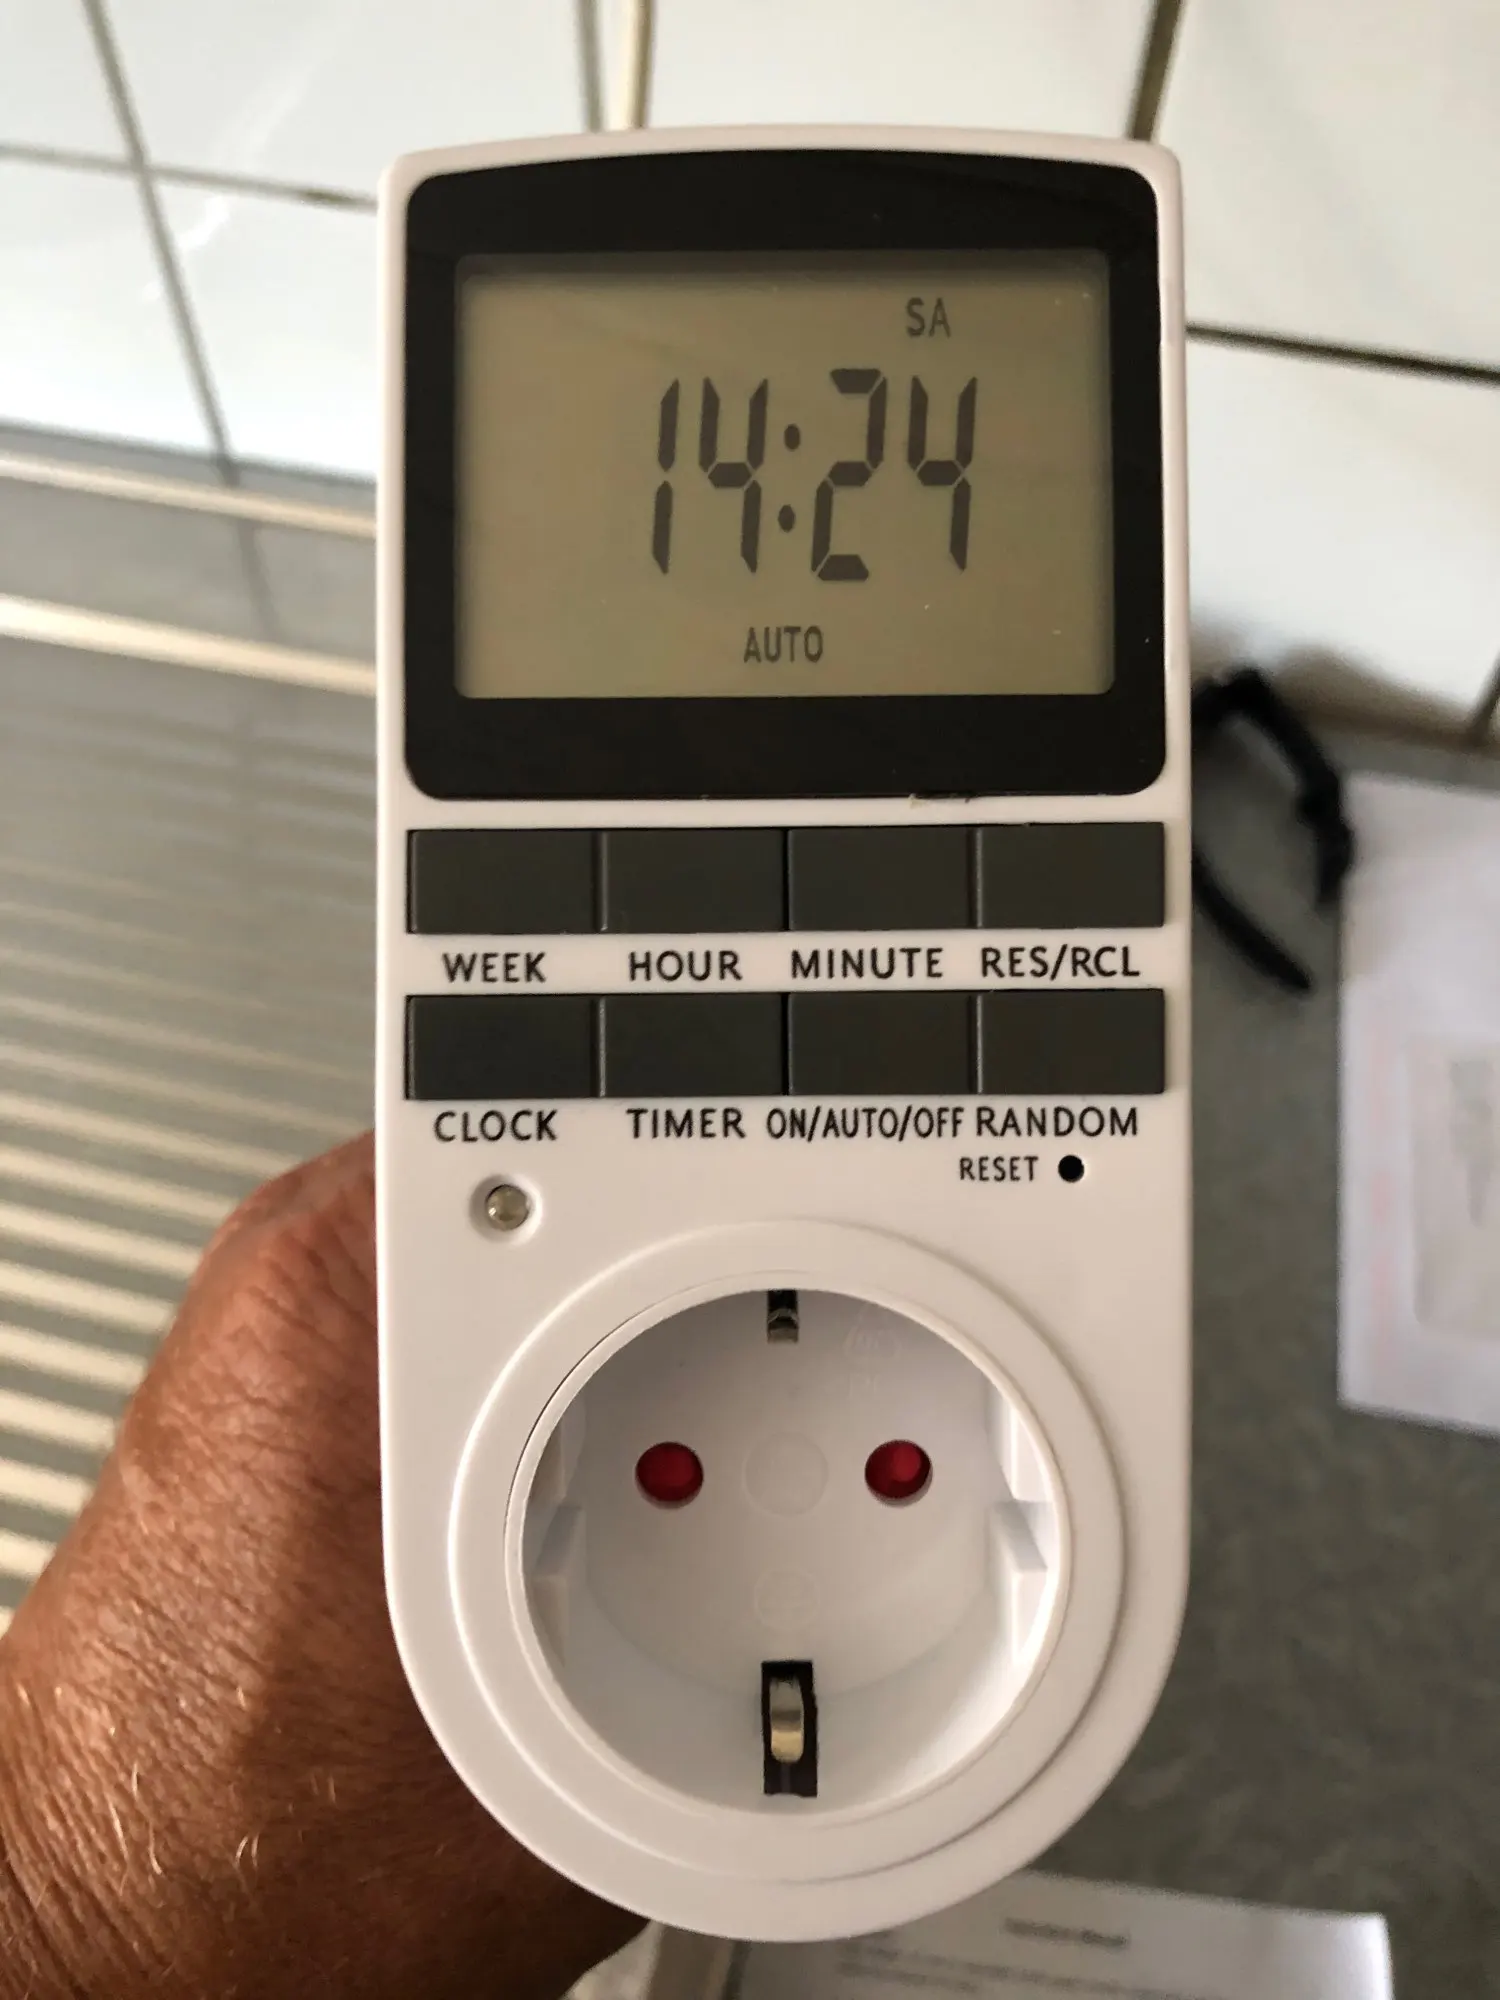 SA
14:24
AUTO
WEEK HOUR MINUTE RES/RCL
CLOCK TIMER ON/AUTO/OFF RANDOM
RESET